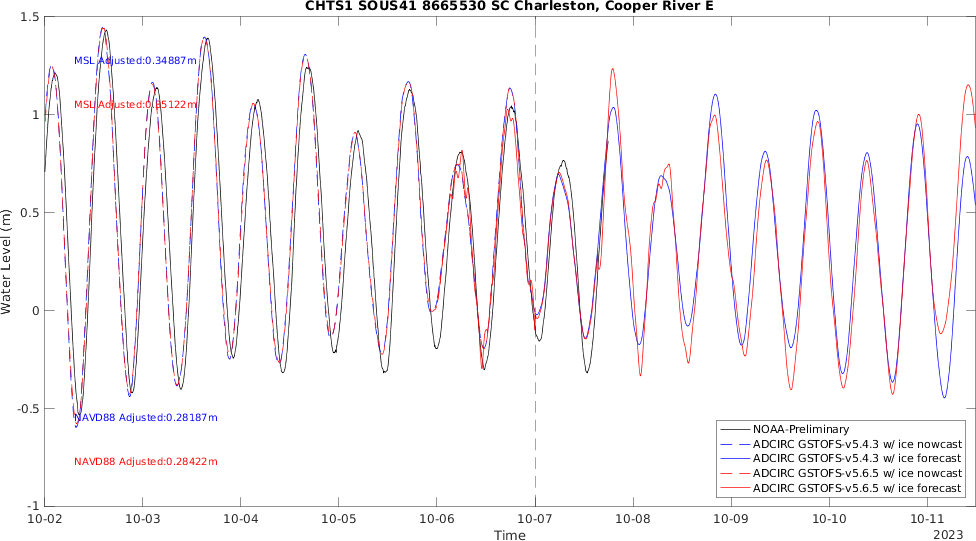 CHTS1 SOUS41 8665530 SC Charleston, Cooper River E
Water Level (m)
1.5
1
0.5
0
-0.5
-1
MSL Adjusted:0.34887m
MSL Adjusted:0.35122m
NAVD88 Adjusted:0.28187m
NAVD88 Adjusted:0.28422m
NOAA-Preliminary
ADCIRC GSTOFS-v5.4.3 w/ ice nowcast
ADCIRC GSTOFS-v5.4.3 w/ ice forecast
ADCIRC GSTOFS-v5.6.5 w/ ice nowcast
ADCIRC GSTOFS-v5.6.5 w/ ice forecast
10-02 10-03 10-04 10-05 10-06 10-07 10-08 10-09 10-10 10-11
Time
2023